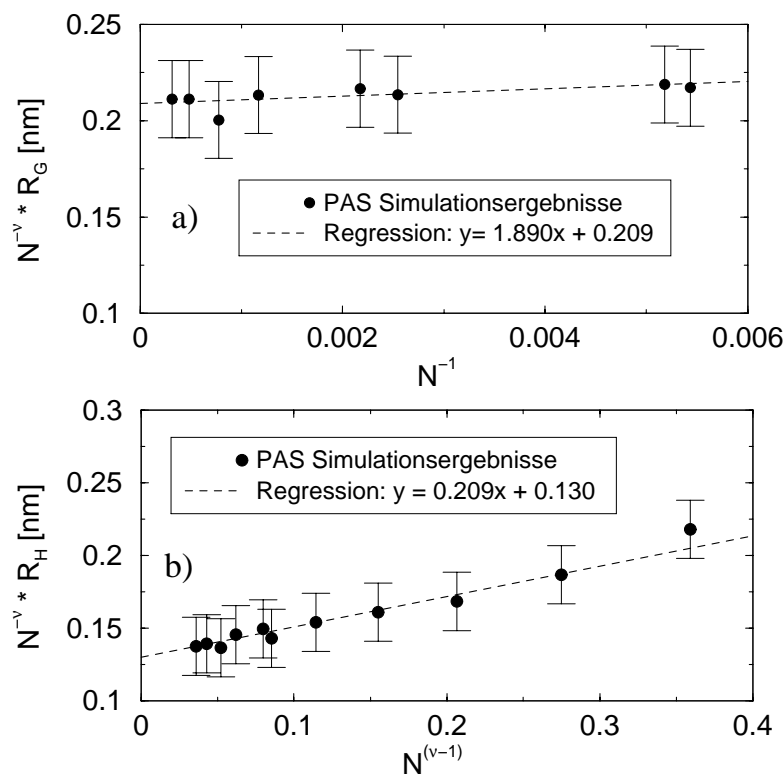 0.25
0.2
0.15
0.1
N^−ν * R_G [nm]
a)
PAS Simulationsergebnisse
Regression: y= 1.890x + 0.209
0 0.002 0.004 0.006
N^−1
0.3
0.25
0.2
0.15
0.1
N^−ν * R_H [nm]
PAS Simulationsergebnisse
Regression: y = 0.209x + 0.130
b)
0 0.1 0.2 0.3 0.4
N^(ν−1)